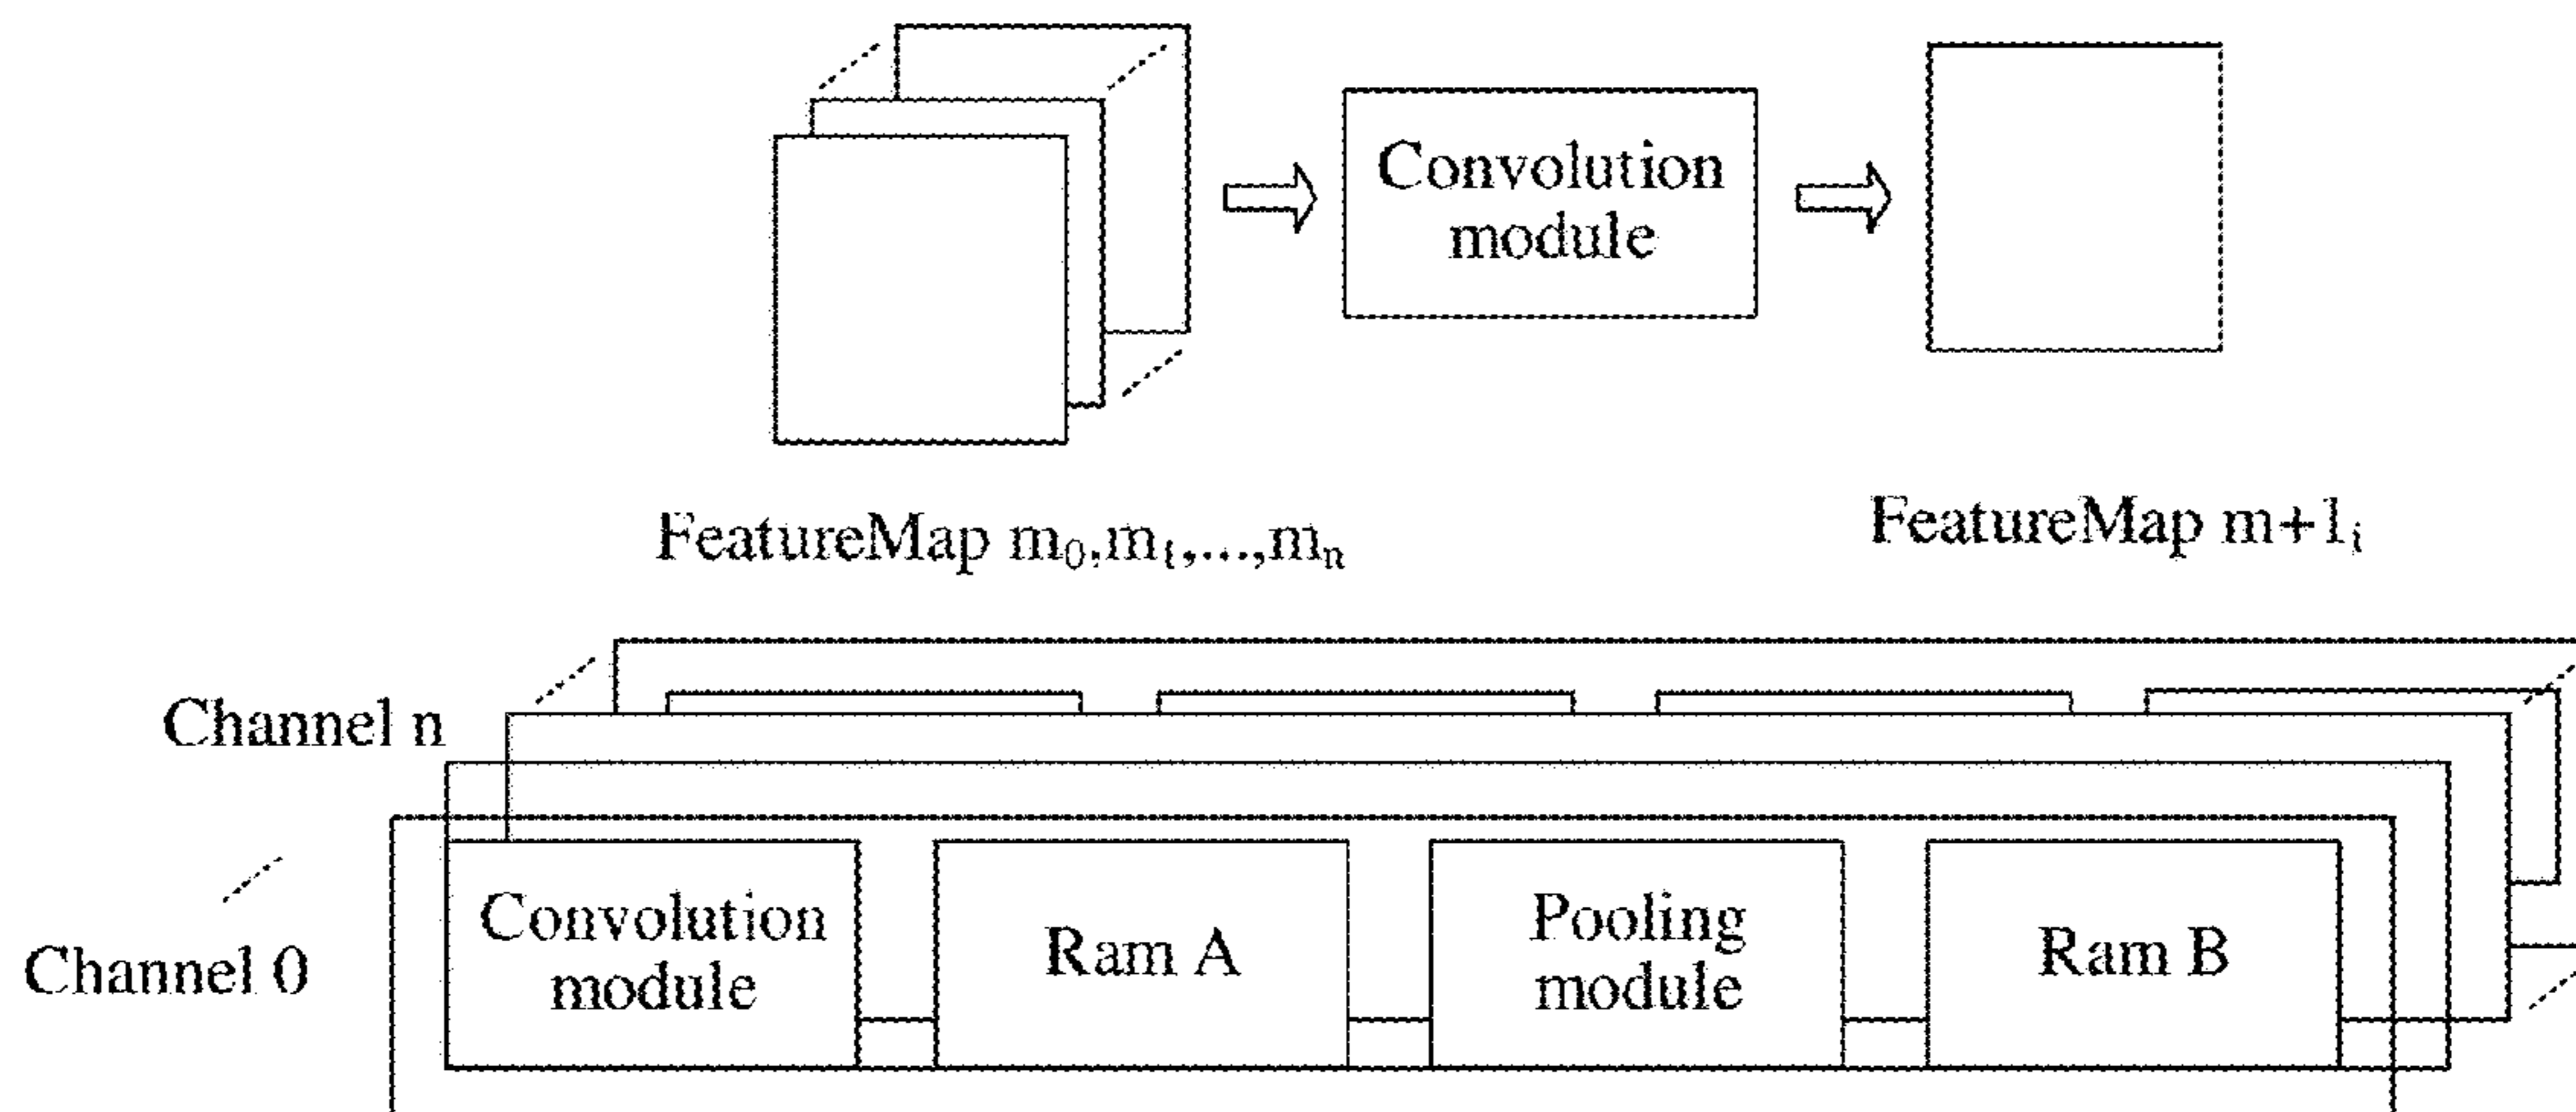 Convolution
module
FeatureMap m₀,m₁,...,mₙ
FeatureMap m+1ᵢ
Channel n
Channel 0
Convolution
module
Ram A
Pooling
module
Ram B